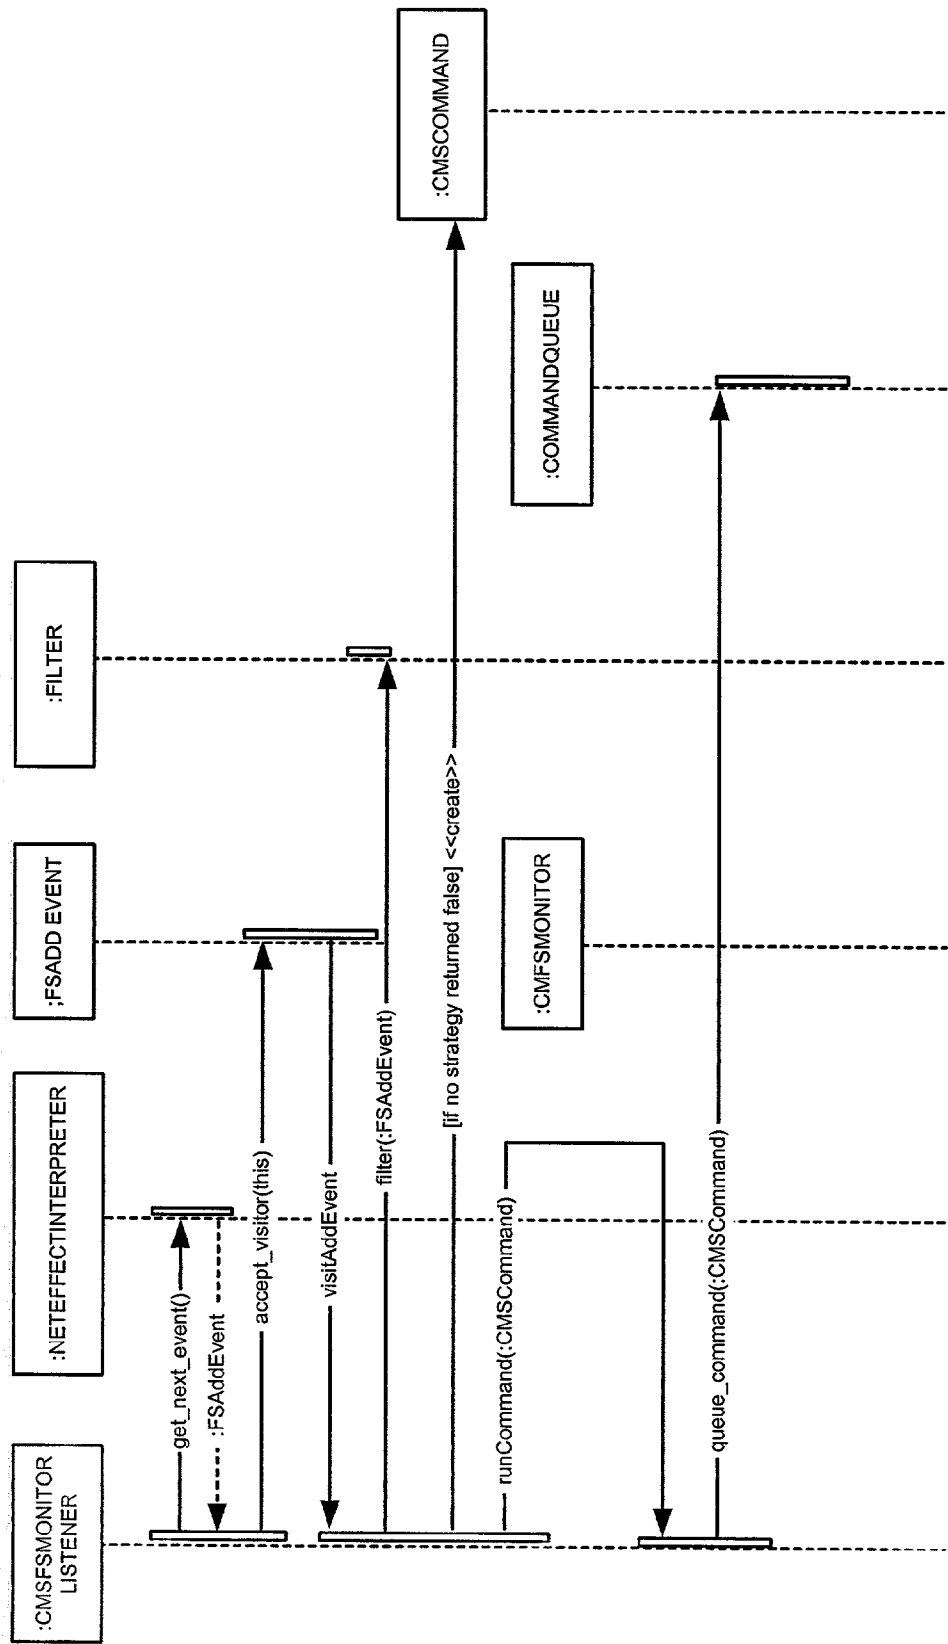 :CMSFSMONITOR
LISTENER
:NETEFFECTINTERPRETER
;FSADD EVENT
:FILTER
:CMSCOMMAND
get_next_event()
:FSAddEvent
accept_visitor(this)
visitAddEvent
filter(:FSAddEvent)
[if no strategy returned false] <<create>>
:CMFSMONITOR
:COMMANDQUEUE
runCommand(:CMSCommand)
queue_command(:CMSCommand)